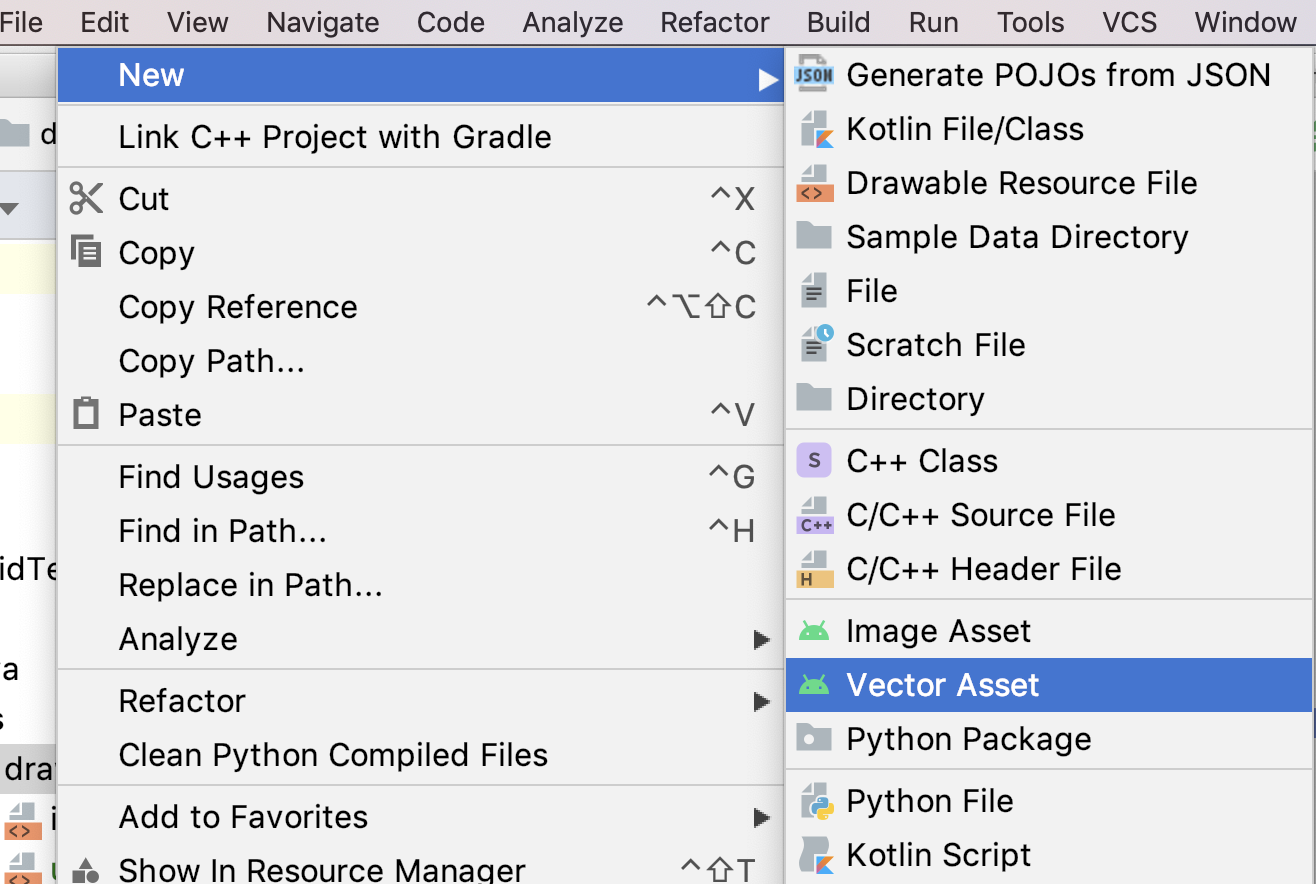 File Edit View Navigate Code Analyze Refactor Build Run Tools VCS Window
New
Link C++ Project with Gradle
Cut ^X
Copy ^C
Copy Reference ^⌥⇧C
Copy Path...
Paste ^V
Find Usages ^G
Find in Path... ^H
Replace in Path...
Analyze
Refactor
Clean Python Compiled Files
Add to Favorites
Show In Resource Manager ^⇧T
JSON Generate POJOs from JSON
Kotlin File/Class
<> Drawable Resource File
Sample Data Directory
File
Scratch File
Directory
S C++ Class
C++ C/C++ Source File
H C/C++ Header File
Image Asset
Vector Asset
Python Package
Python File
Kotlin Script
d
idTe
a
s
dra
<> i
<>